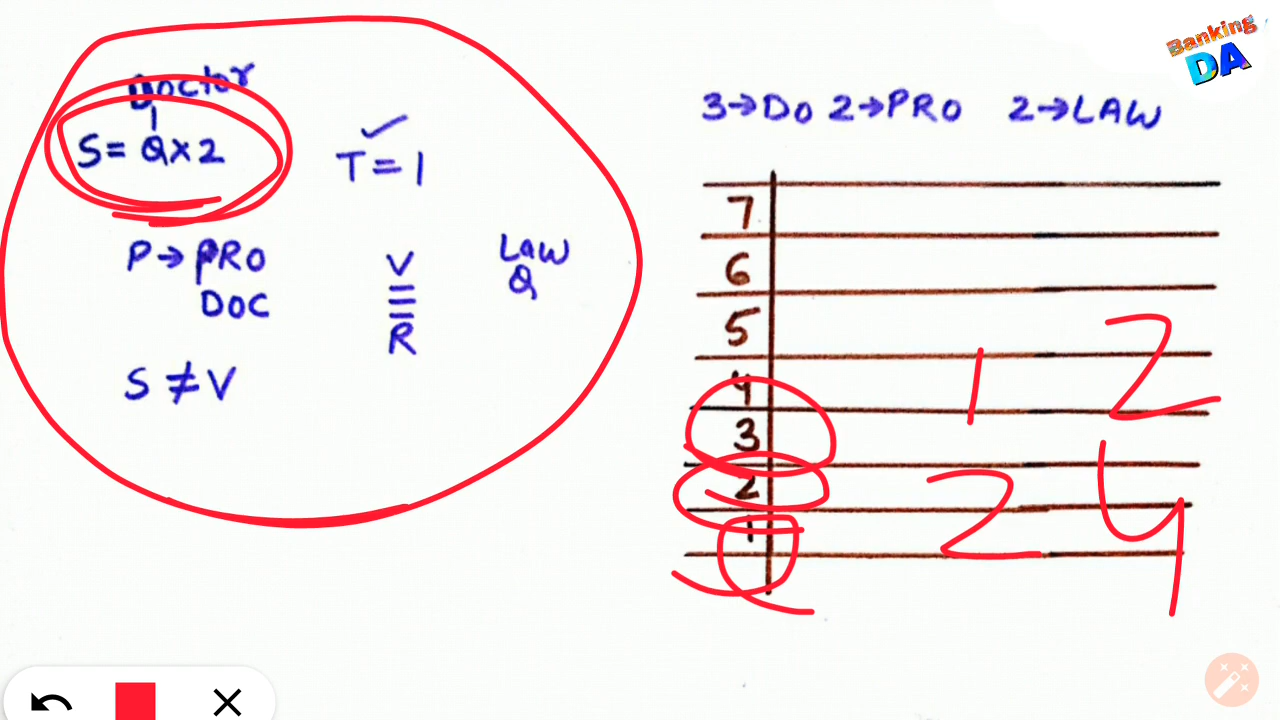 Banking
DA
Doctor
S= Q×2
T=1
P→PRO
DOC
V
R
LAW
Q
S≠V
3→DO 2→PRO 2→LAW
7
6
5
4
3
2
1
1 2
2 4